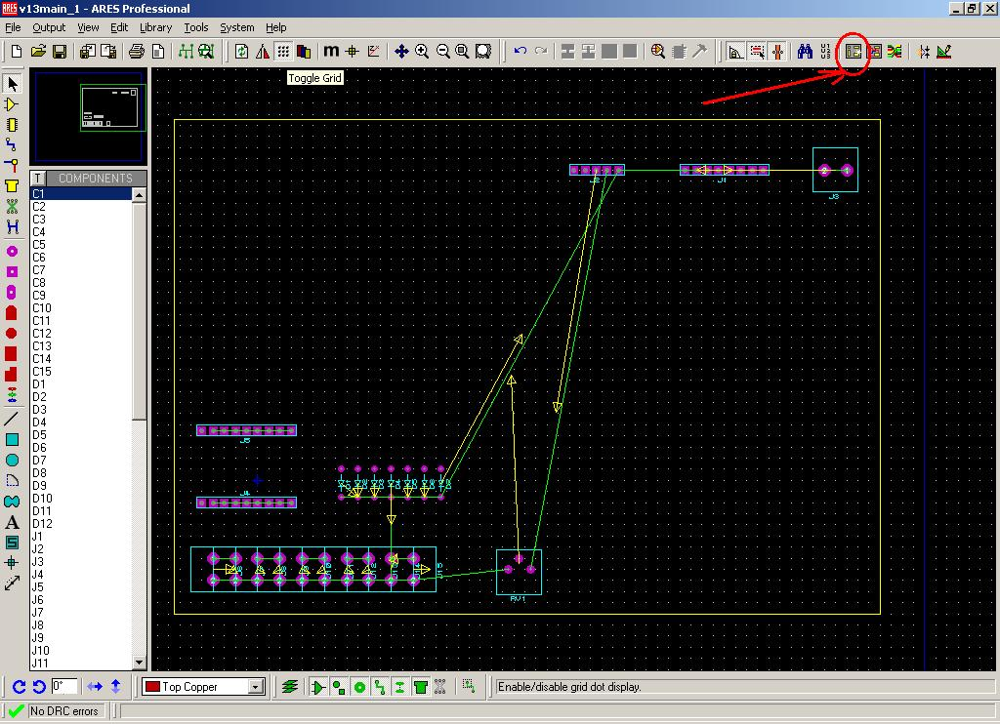 ARES v13main_1 - ARES Professional
File Output View Edit Library Tools System Help
m
Toggle Grid
T COMPONENTS
C1
C2
C3
C4
C5
C6
C7
C8
C9
C10
C11
C12
C13
C14
C15
D1
D2
D3
D4
D5
D6
D7
D8
D9
D10
D11
D12
J1
J2
J3
J4
J5
J6
J7
J8
J9
J10
J11
A
S
J2
J1
2 1
J3
J5
J4
RV1
0° Top Copper Enable/disable grid dot display.
No DRC errors